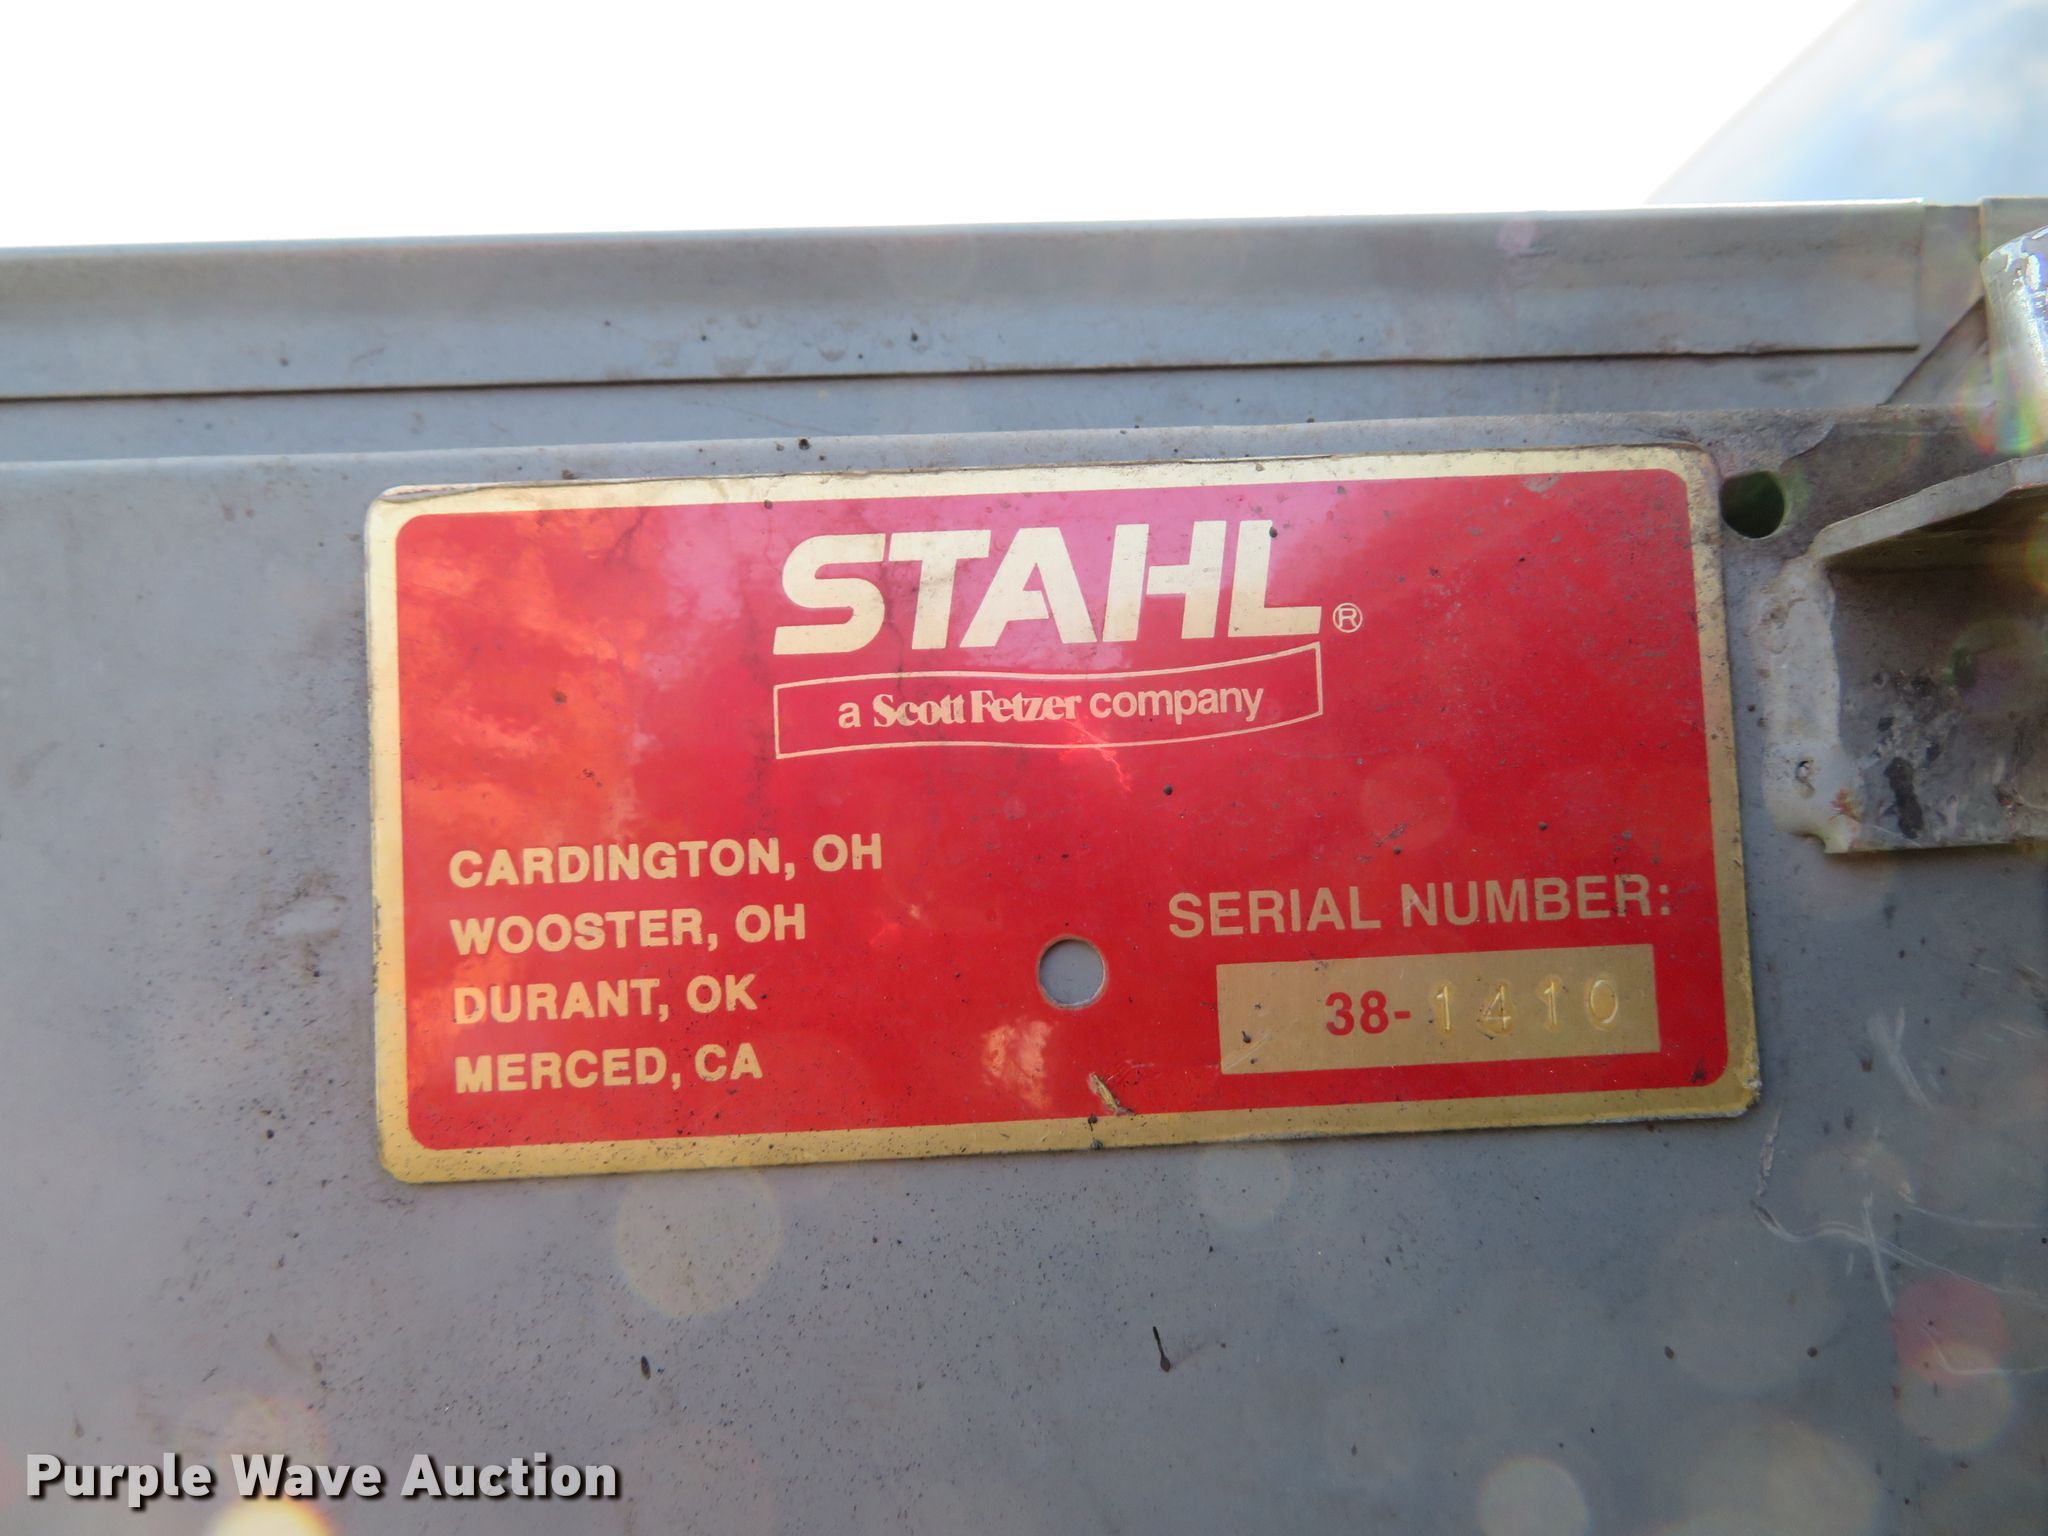 STAHL®
a Scott Fetzer company
CARDINGTON, OH
WOOSTER, OH
DURANT, OK
MERCED, CA
SERIAL NUMBER:
38-1410
Purple Wave Auction